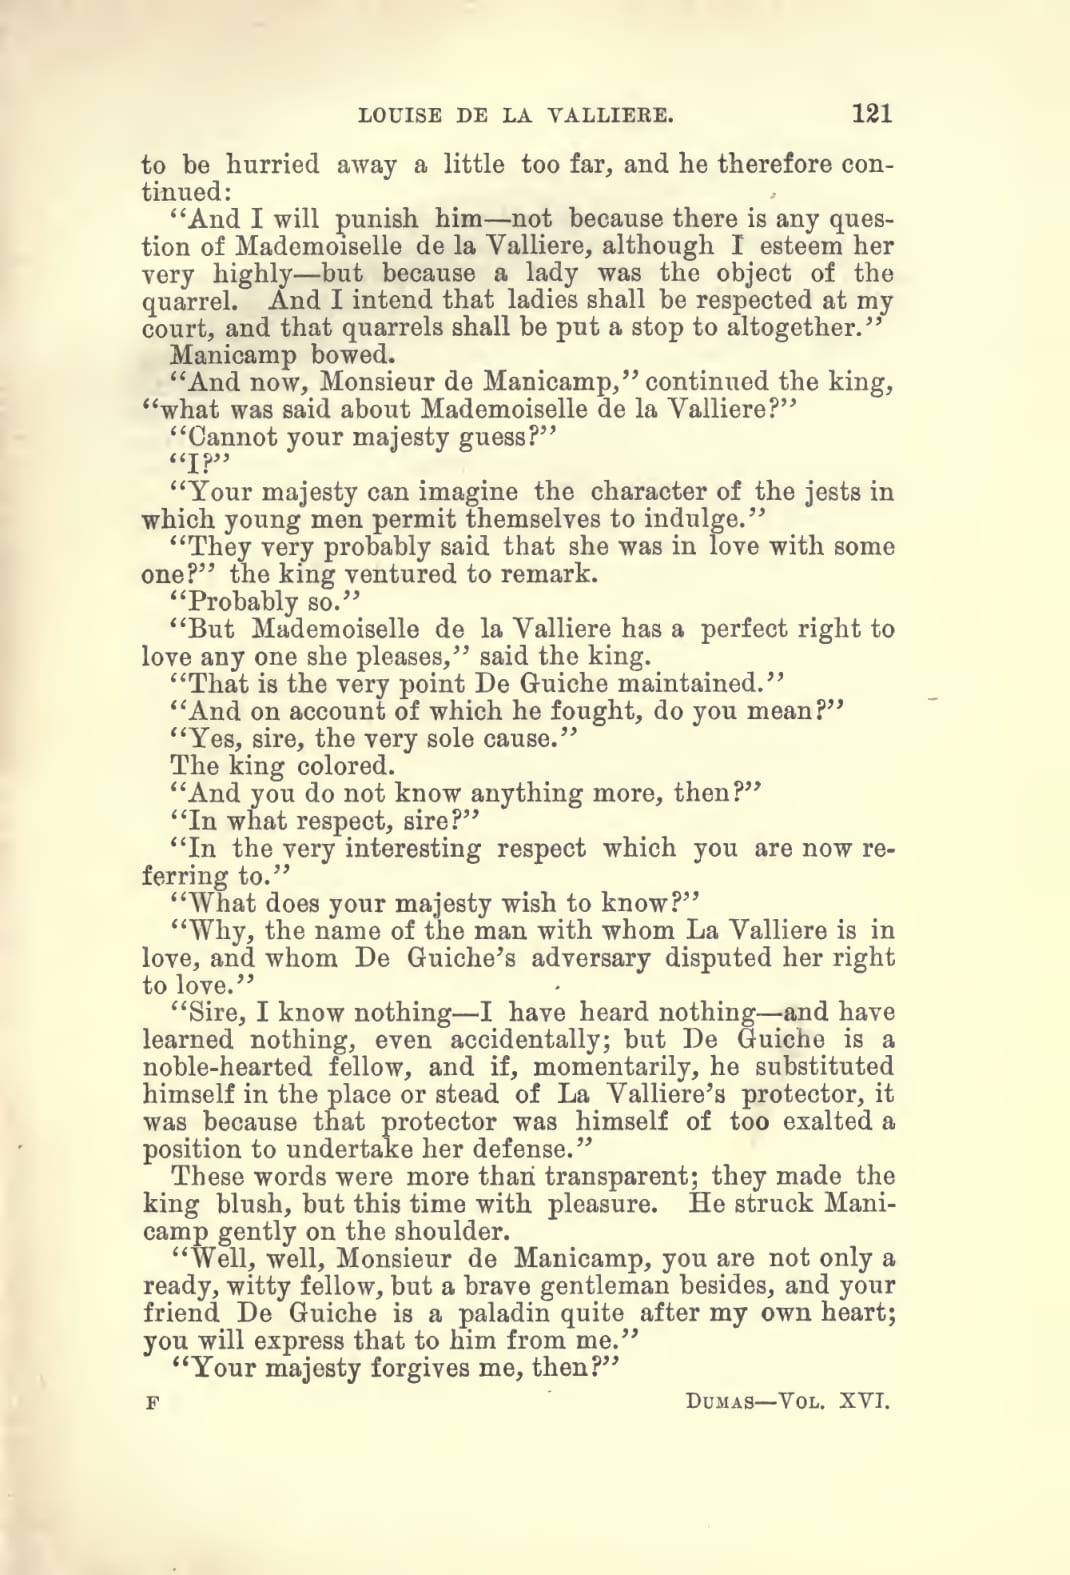 LOUISE DE LA VALLIERE. 121
to be hurried away a little too far, and he therefore con-
tinued:
“And I will punish him—not because there is any ques-
tion of Mademoiselle de la Valliere, although I esteem her
very highly—but because a lady was the object of the
quarrel. And I intend that ladies shall be respected at my
court, and that quarrels shall be put a stop to altogether.”
Manicamp bowed.
“And now, Monsieur de Manicamp,” continued the king,
“what was said about Mademoiselle de la Valliere?”
“Cannot your majesty guess?”
“I?”
“Your majesty can imagine the character of the jests in
which young men permit themselves to indulge.”
“They very probably said that she was in love with some
one?” the king ventured to remark.
“Probably so.”
“But Mademoiselle de la Valliere has a perfect right to
love any one she pleases,” said the king.
“That is the very point De Guiche maintained.”
“And on account of which he fought, do you mean?”
“Yes, sire, the very sole cause.”
The king colored.
“And you do not know anything more, then?”
“In what respect, sire?”
“In the very interesting respect which you are now re-
ferring to.”
“What does your majesty wish to know?”
“Why, the name of the man with whom La Valliere is in
love, and whom De Guiche’s adversary disputed her right
to love.”
“Sire, I know nothing—I have heard nothing—and have
learned nothing, even accidentally; but De Guiche is a
noble-hearted fellow, and if, momentarily, he substituted
himself in the place or stead of La Valliere’s protector, it
was because that protector was himself of too exalted a
position to undertake her defense.”
These words were more than transparent; they made the
king blush, but this time with pleasure. He struck Mani-
camp gently on the shoulder.
“Well, well, Monsieur de Manicamp, you are not only a
ready, witty fellow, but a brave gentleman besides, and your
friend De Guiche is a paladin quite after my own heart;
you will express that to him from me.”
“Your majesty forgives me, then?”
F DUMAS—VOL. XVI.